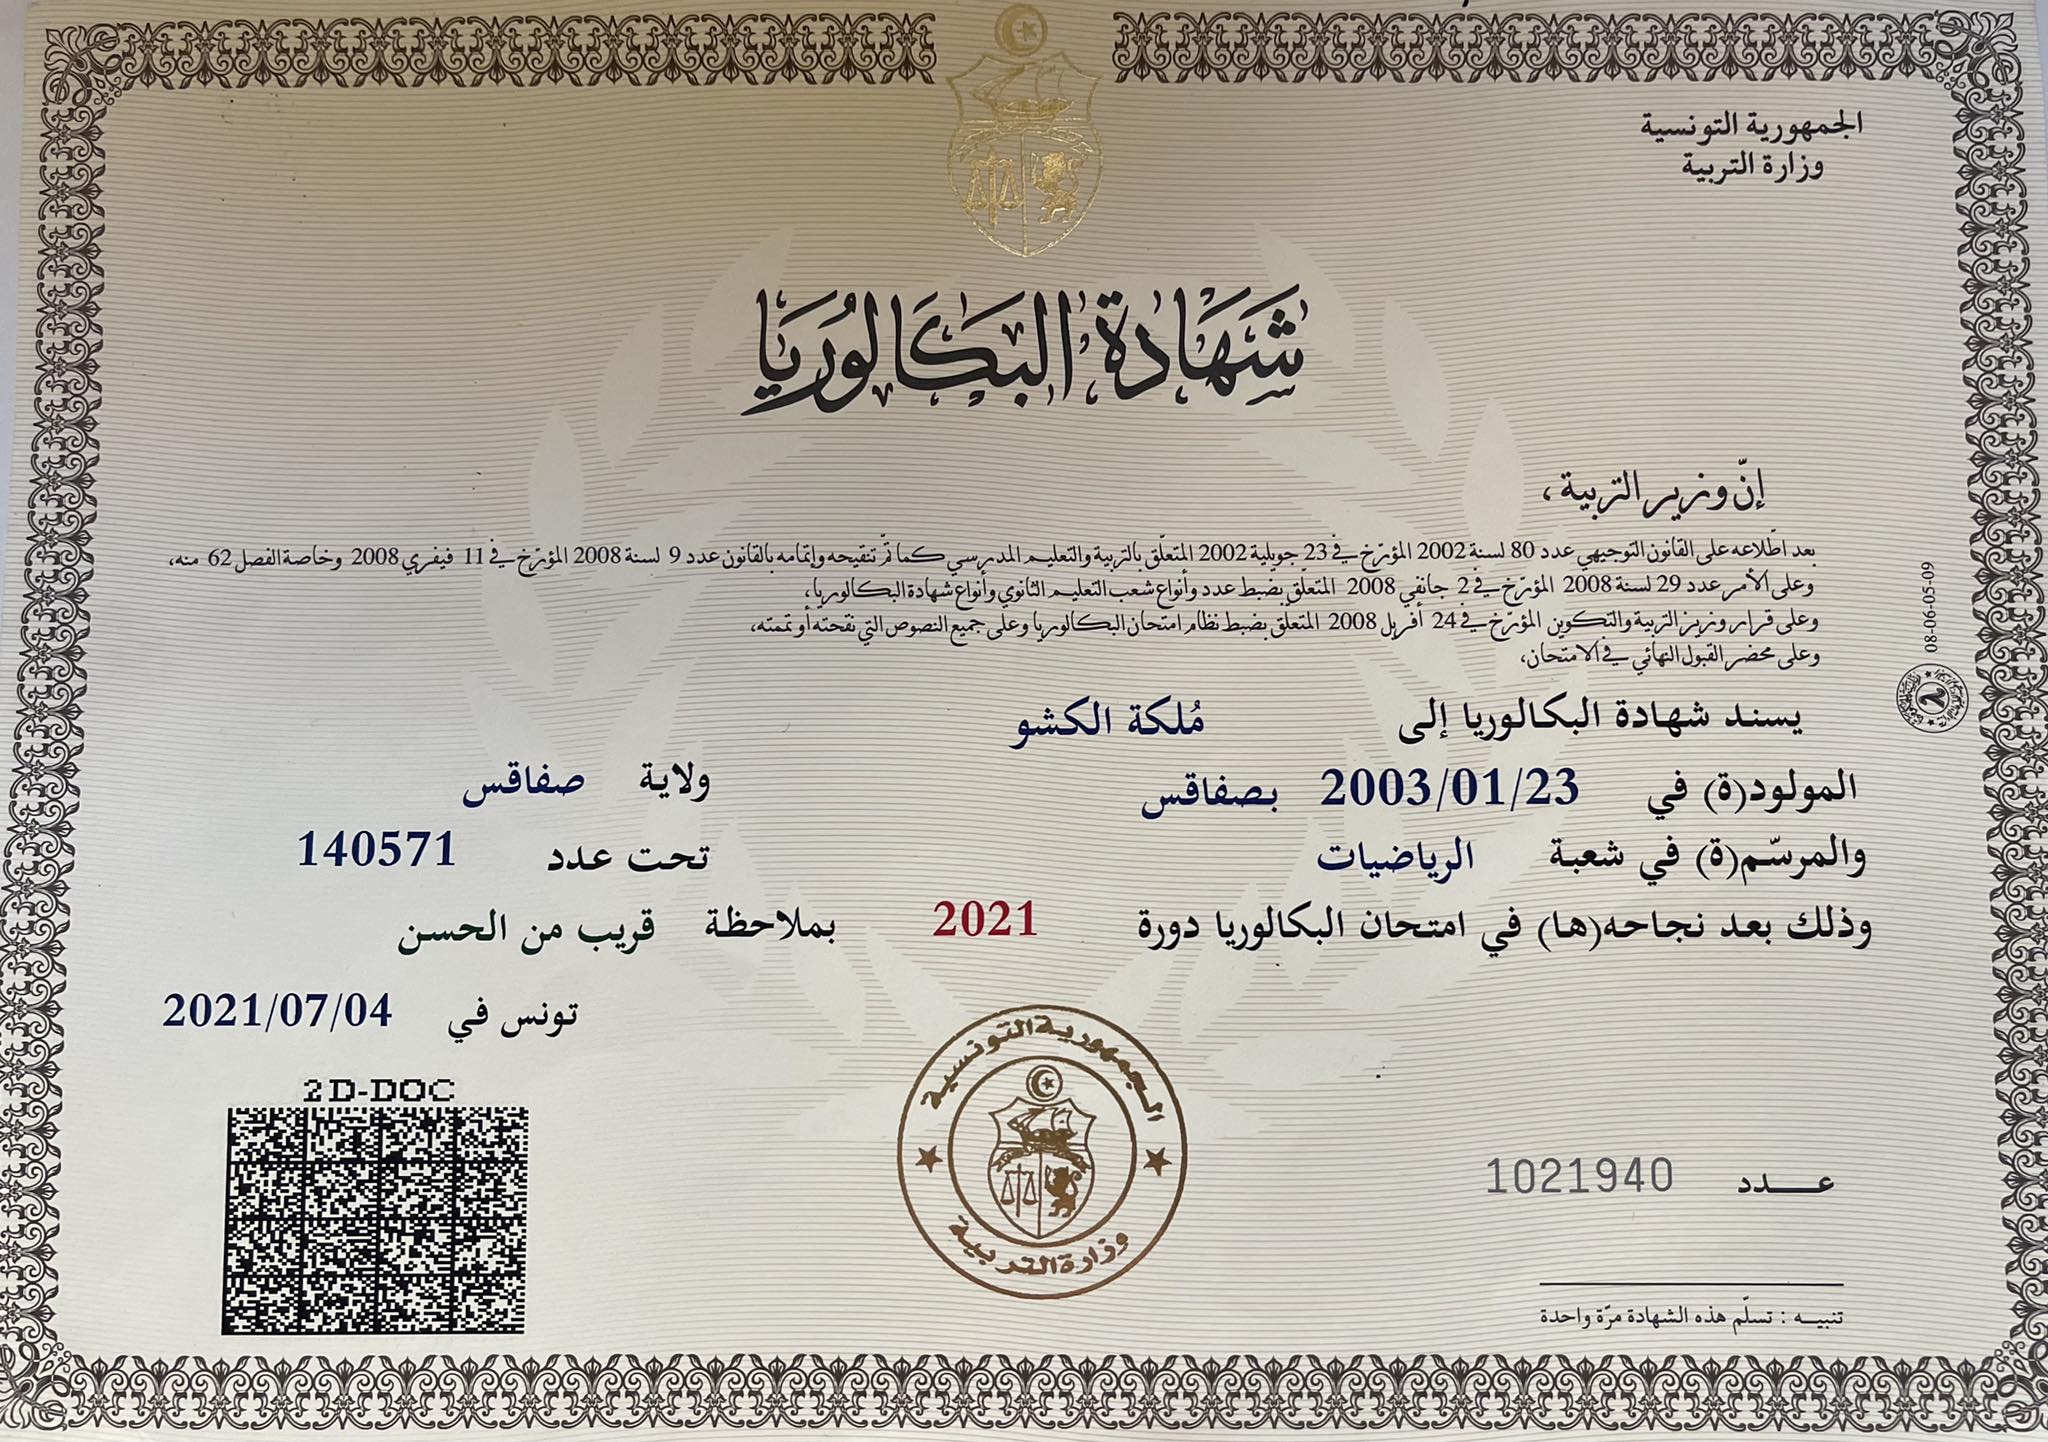 الجمهورية التونسية
وزارة التربية
شَهَادَة البَكَالُورِيَا
إنّ وزير التربية،
بعد اطّلاعه على القانون التوجيهي عدد 80 لسنة 2002 المؤرّخ في 23 جويلية 2002 المتعلّق بالتربية والتعليم المدرسي كما تمّ تنقيحه وإتمامه بالقانون عدد 9 لسنة 2008 المؤرّخ في 11 فيفري 2008 وخاصة الفصل 62 منه،
وعلى الأمر عدد 29 لسنة 2008 المؤرّخ في 2 جانفي 2008 المتعلّق بضبط عدد وأنواع شعب التعليم الثانوي وأنواع شهادة البكالوريا،
وعلى قرار وزير التربية والتكوين المؤرّخ في 24 أفريل 2008 المتعلّق بضبط نظام امتحان البكالوريا وعلى جميع النصوص التي نقحته أو تممته،
وعلى محضر القبول النهائي في الامتحان،
08-06-05-09
يسند شهادة البكالوريا إلى مُلكة الكشو
المولود(ة) في 2003/01/23 بصفاقس ولاية صفاقس
والمرسّم(ة) في شعبة الرياضيات تحت عدد 140571
وذلك بعد نجاحه(ها) في امتحان البكالوريا دورة 2021 بملاحظة قريب من الحسن
تونس في 2021/07/04
2D-DOC
الجمهورية التونسية
وزارة التربية
عـــدد 1021940
تنبيـــه : تسلّم هذه الشهادة مرّة واحدة